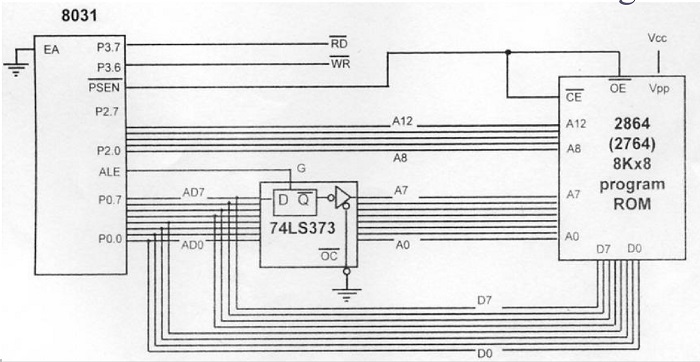 8031
Vcc
EA
P3.7
RD
P3.6
WR
PSEN
OE
Vpp
CE
P2.7
A12
A12
2864
(2764)
8Kx8
program
ROM
P2.0
A8
A8
ALE
G
P0.7
AD7
D Q
A7
A7
74LS373
P0.0
AD0
OC
A0
A0
D7 D0
D7
D0